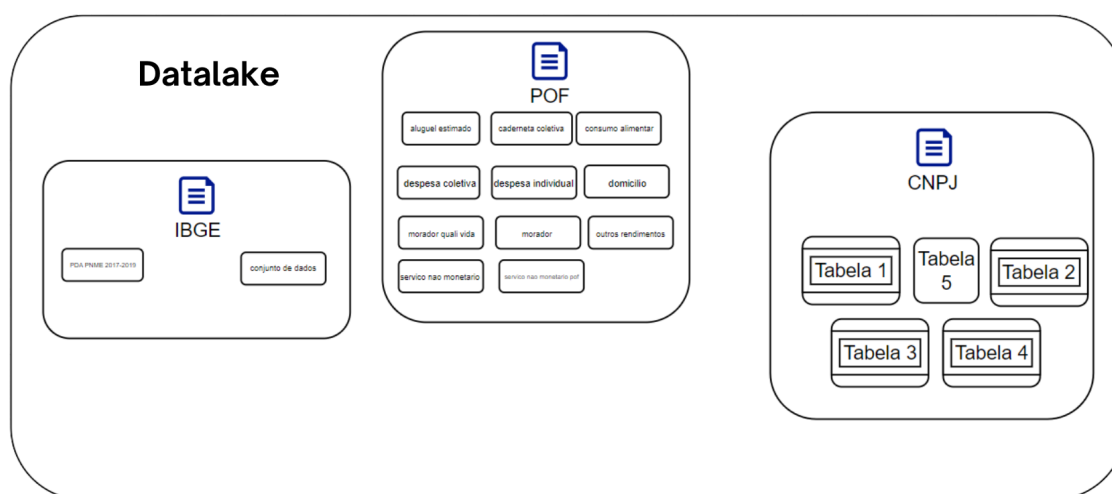 Datalake
IBGE
PDA PNMB 2017-2019
conjunto de dados
POF
aluguel estimado
caderneta coletiva
consumo alimentar
despesa coletiva
despesa individual
domicilio
morador quali vida
morador
outros rendimentos
servico nao monetario
servico nao monetario pof
CNPJ
Tabela 1
Tabela
5
Tabela 2
Tabela 3
Tabela 4